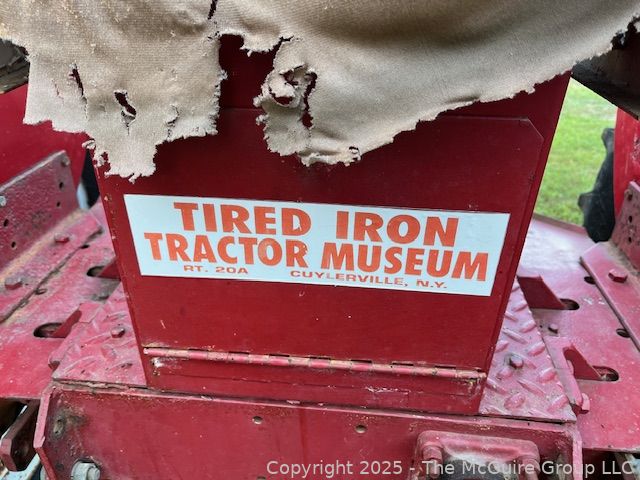 TIRED IRON
TRACTOR MUSEUM
RT. 20A CUYLERVILLE, N.Y.
Copyright 2025 - The McGuire Group LLC